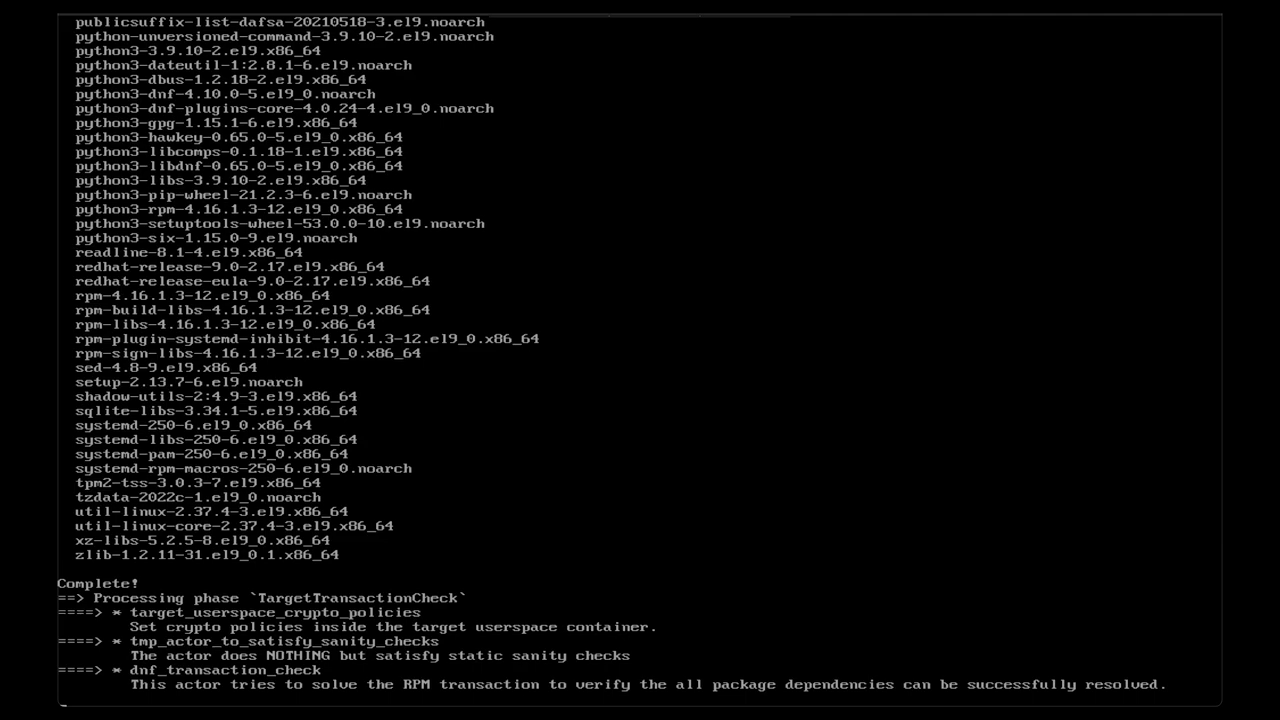 publicsuffix-list-dafsa-20210518-3.el9.noarch
python-unversioned-command-3.9.10-2.el9.noarch
python3-3.9.10-2.el9.x86_64
python3-dateutil-1:2.8.1-6.el9.noarch
python3-dbus-1.2.18-2.el9.x86_64
python3-dnf-4.10.0-5.el9_0.noarch
python3-dnf-plugins-core-4.0.24-4.el9_0.noarch
python3-gpg-1.15.1-6.el9.x86_64
python3-hawkey-0.65.0-5.el9_0.x86_64
python3-libcomps-0.1.18-1.el9.x86_64
python3-libdnf-0.65.0-5.el9_0.x86_64
python3-libs-3.9.10-2.el9.x86_64
python3-pip-wheel-21.2.3-6.el9.noarch
python3-rpm-4.16.1.3-12.el9_0.x86_64
python3-setuptools-wheel-53.0.0-10.el9.noarch
python3-six-1.15.0-9.el9.noarch
readline-8.1-4.el9.x86_64
redhat-release-9.0-2.17.el9.x86_64
redhat-release-eula-9.0-2.17.el9.x86_64
rpm-4.16.1.3-12.el9_0.x86_64
rpm-build-libs-4.16.1.3-12.el9_0.x86_64
rpm-libs-4.16.1.3-12.el9_0.x86_64
rpm-plugin-systemd-inhibit-4.16.1.3-12.el9_0.x86_64
rpm-sign-libs-4.16.1.3-12.el9_0.x86_64
sed-4.8-9.el9.x86_64
setup-2.13.7-6.el9.noarch
shadow-utils-2:4.9-3.el9.x86_64
sqlite-libs-3.34.1-5.el9.x86_64
systemd-250-6.el9_0.x86_64
systemd-libs-250-6.el9_0.x86_64
systemd-pam-250-6.el9_0.x86_64
systemd-rpm-macros-250-6.el9_0.noarch
tpm2-tss-3.0.3-7.el9.x86_64
tzdata-2022c-1.el9_0.noarch
util-linux-2.37.4-3.el9.x86_64
util-linux-core-2.37.4-3.el9.x86_64
xz-libs-5.2.5-8.el9_0.x86_64
zlib-1.2.11-31.el9_0.1.x86_64
Complete!
==> Processing phase `TargetTransactionCheck`
====> * target_userspace_crypto_policies
Set crypto policies inside the target userspace container.
====> * tmp_actor_to_satisfy_sanity_checks
The actor does NOTHING but satisfy static sanity checks
====> * dnf_transaction_check
This actor tries to solve the RPM transaction to verify the all package dependencies can be successfully resolved.